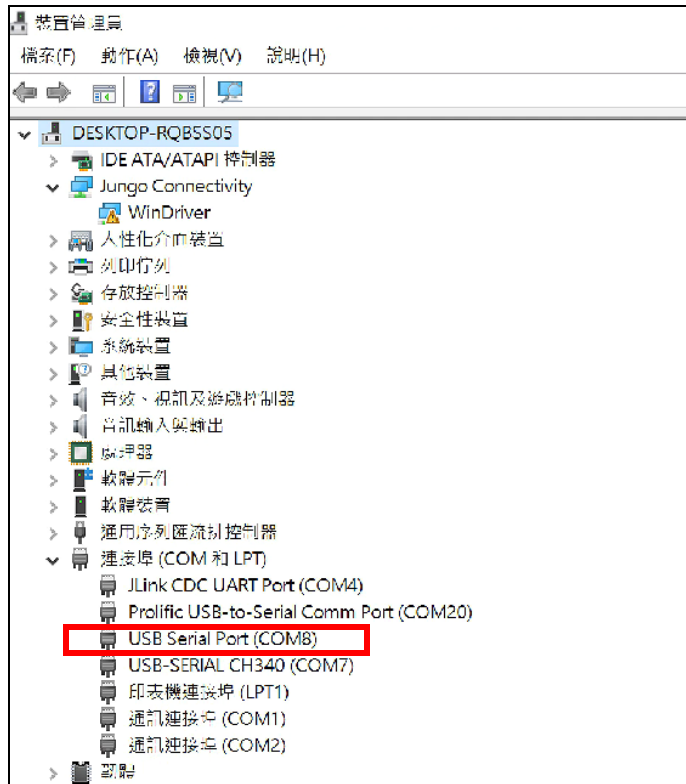 裝置管理員
檔案(F) 動作(A) 檢視(V) 說明(H)
DESKTOP-RQBSS05
IDE ATA/ATAPI 控制器
Jungo Connectivity
WinDriver
人性化介面裝置
列印佇列
存放控制器
安全性裝置
系統裝置
其他裝置
音效、視訊及遊戲控制器
音訊輸入與輸出
處理器
軟體元件
軟體裝置
通用序列匯流排控制器
連接埠 (COM 和 LPT)
JLink CDC UART Port (COM4)
Prolific USB-to-Serial Comm Port (COM20)
USB Serial Port (COM8)
USB-SERIAL CH340 (COM7)
印表機連接埠 (LPT1)
通訊連接埠 (COM1)
通訊連接埠 (COM2)
韌體